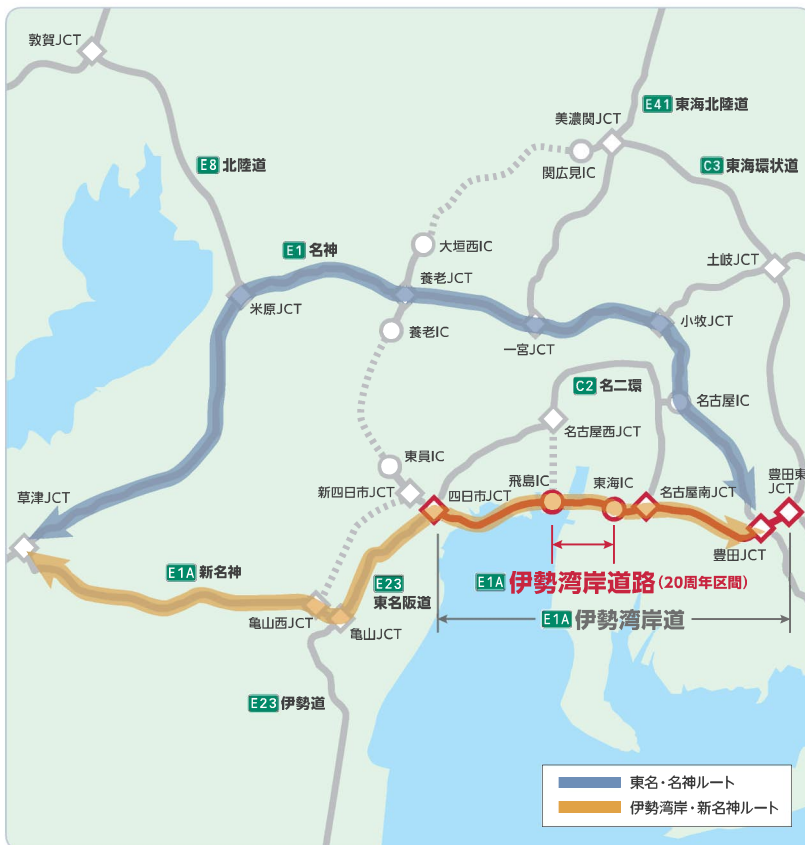 敦賀JCT
E41 東海北陸道
美濃関JCT
関広見IC
E8 北陸道
C3 東海環状道
E1 名神
大垣西IC
養老JCT
土岐JCT
米原JCT
養老IC
一宮JCT
小牧JCT
C2 名二環
名古屋IC
名古屋西JCT
東員IC
新四日市JCT
四日市JCT
飛島IC
東海IC
名古屋南JCT
豊田東
JCT
草津JCT
豊田JCT
E1A 新名神
E23
東名阪道
E1A 伊勢湾岸道路(20周年区間)
亀山西JCT
亀山JCT
E1A 伊勢湾岸道
E23 伊勢道
東名・名神ルート
伊勢湾岸・新名神ルート